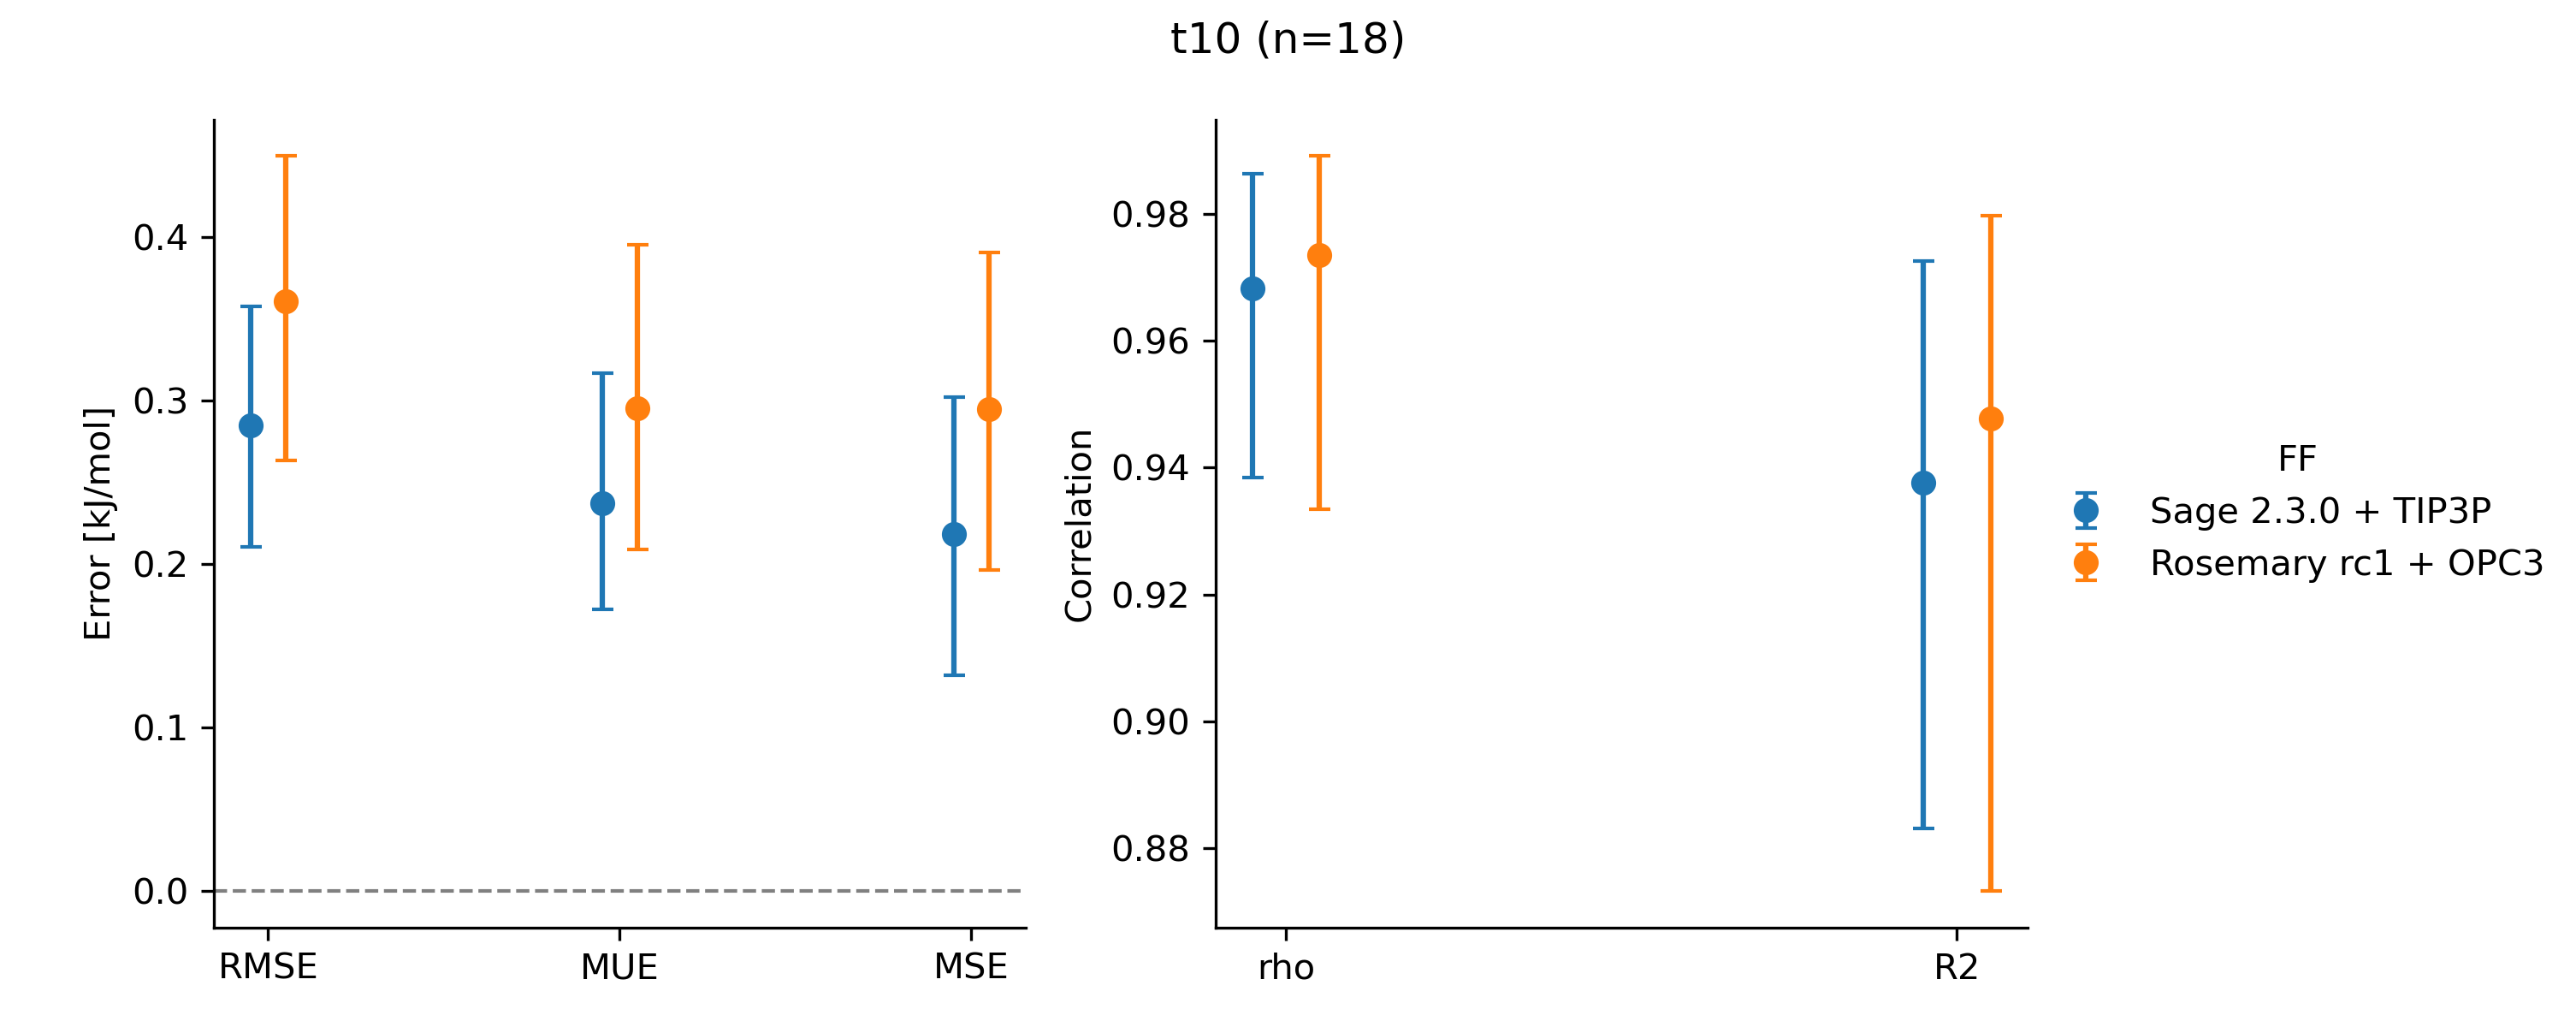 t10 (n=18)
Error [kJ/mol]
0.4
0.3
0.2
0.1
0.0
RMSE
MUE
MSE
Correlation
0.98
0.96
0.94
0.92
0.90
0.88
rho
R2
FF
Sage 2.3.0 + TIP3P
Rosemary rc1 + OPC3